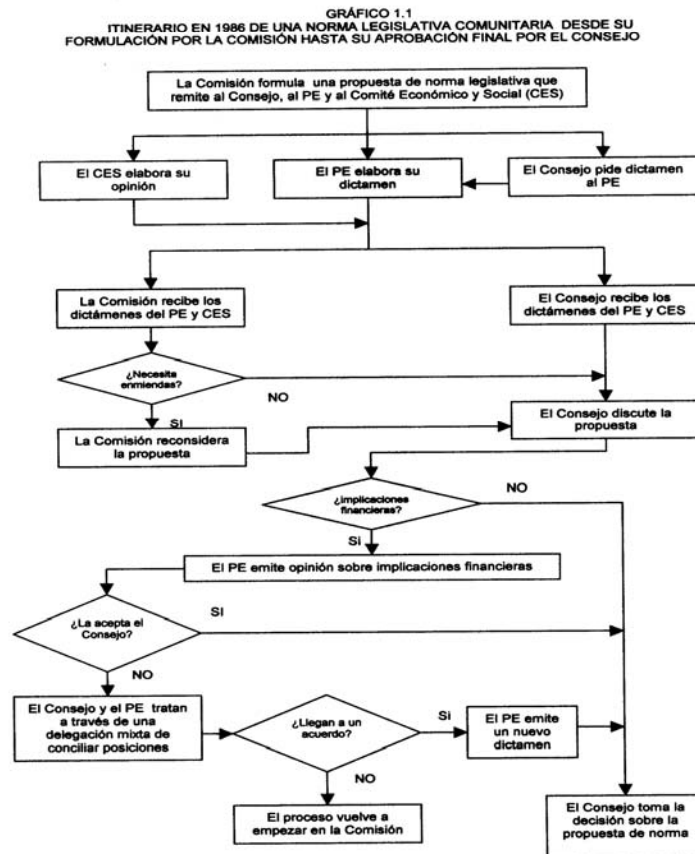 GRÁFICO 1.1
ITINERARIO EN 1986 DE UNA NORMA LEGISLATIVA COMUNITARIA DESDE SU
FORMULACIÓN POR LA COMISIÓN HASTA SU APROBACIÓN FINAL POR EL CONSEJO
La Comisión formula una propuesta de norma legislativa que
remite al Consejo, al PE y al Comité Económico y Social (CES)
El CES elabora su
opinión
El PE elabora su
dictamen
El Consejo pide dictamen
al PE
La Comisión recibe los
dictámenes del PE y CES
El Consejo recibe los
dictámenes del PE y CES
¿Necesita
enmiendas?
NO
SI
La Comisión reconsidera
la propuesta
El Consejo discute la
propuesta
¿implicaciones
financieras?
NO
Si
El PE emite opinión sobre implicaciones financieras
¿La acepta el
Consejo?
SI
NO
El Consejo y el PE tratan
a través de una
delegación mixta de
conciliar posiciones
¿Llegan a un
acuerdo?
Si
El PE emite
un nuevo
dictamen
NO
El proceso vuelve a
empezar en la Comisión
El Consejo toma la
decisión sobre la
propuesta de norma